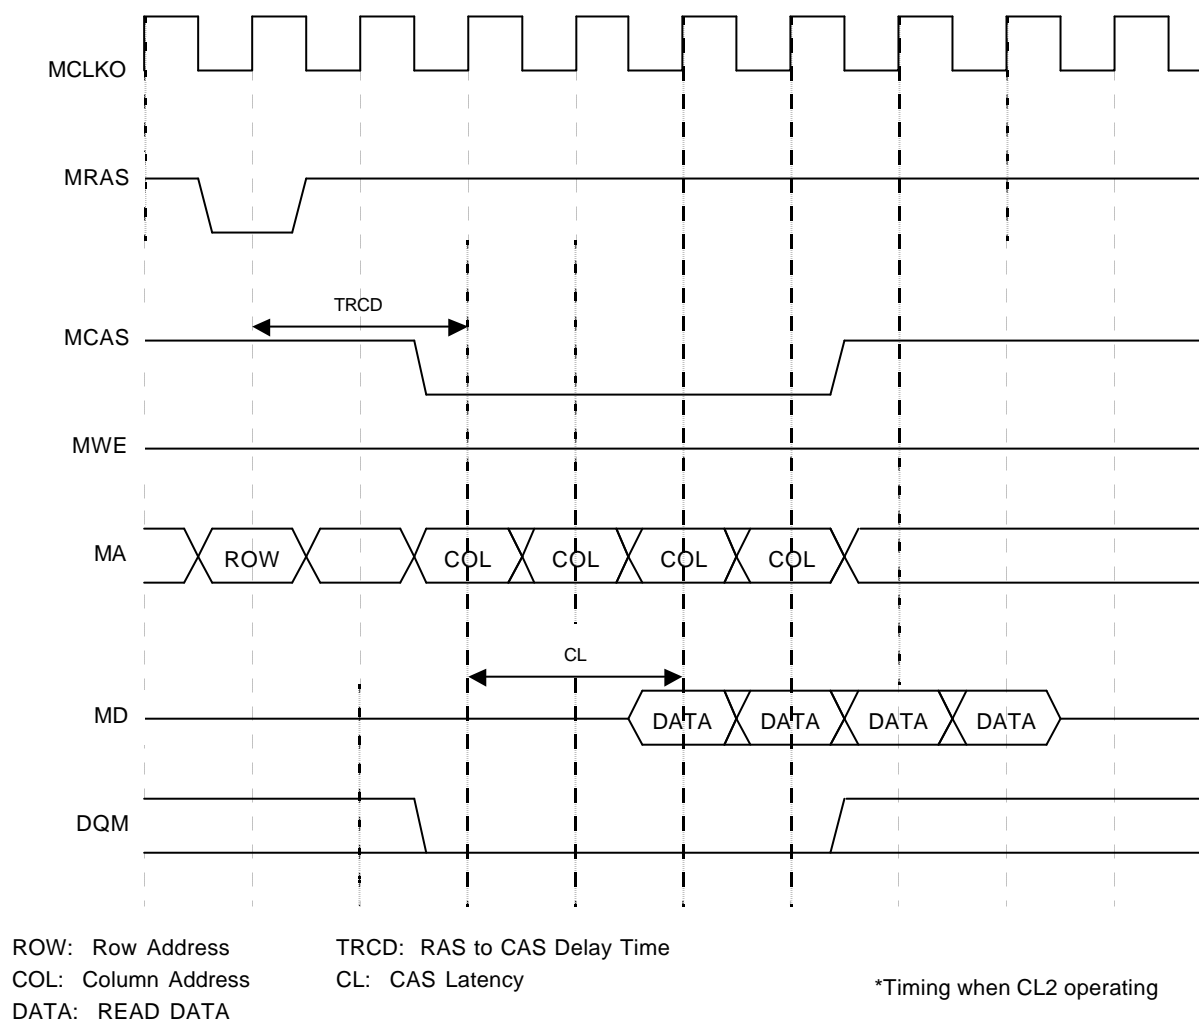 MCLKO
MRAS
TRCD
MCAS
MWE
MA ROW COL COL COL COL
CL
MD DATA DATA DATA DATA
DQM
ROW: Row Address TRCD: RAS to CAS Delay Time
COL: Column Address CL: CAS Latency
*Timing when CL2 operating
DATA: READ DATA